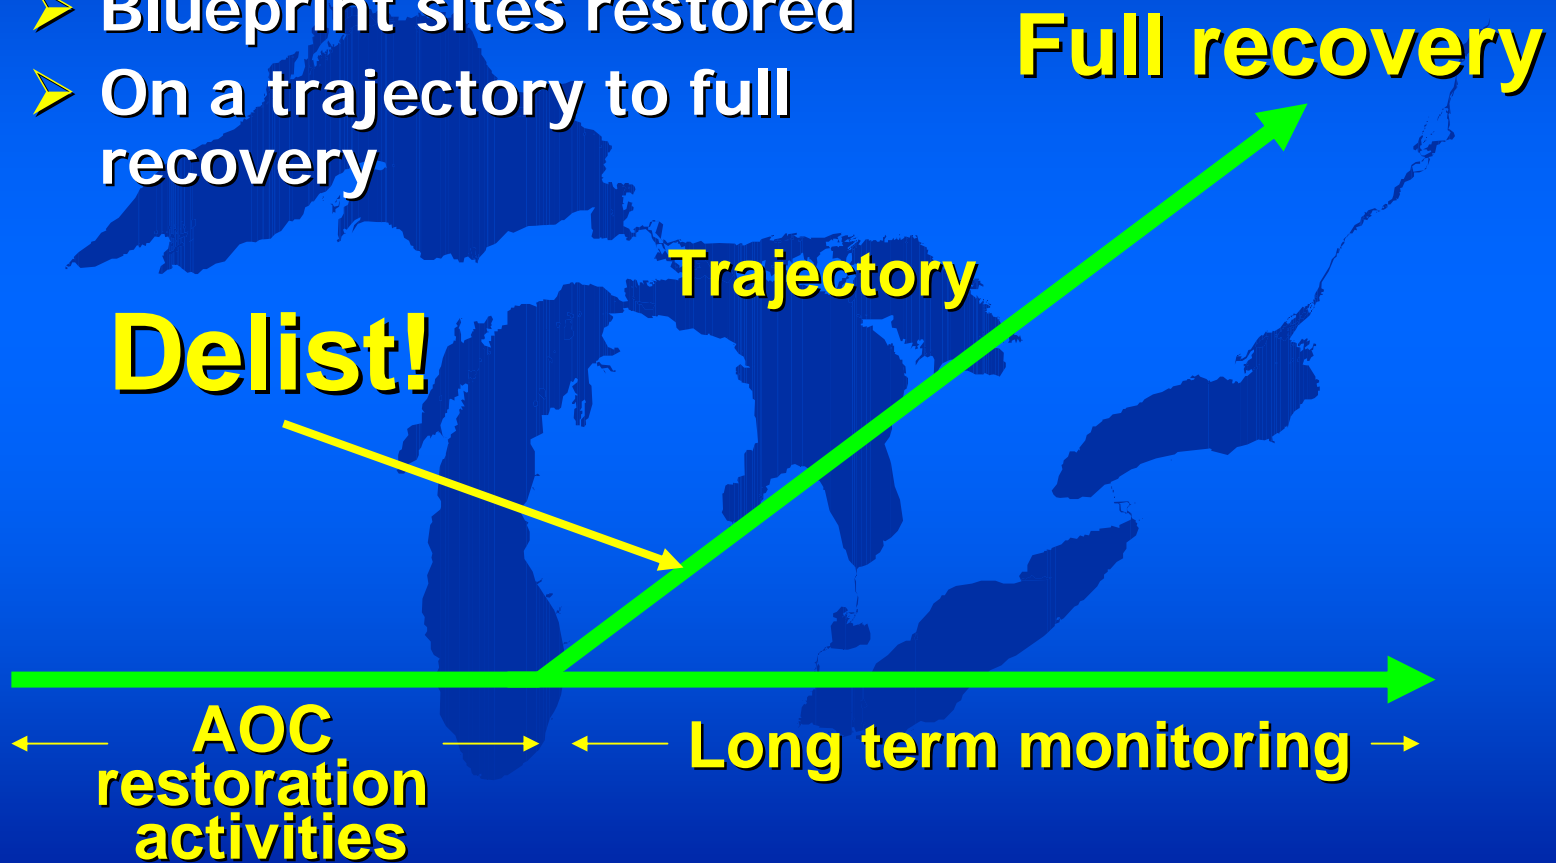 Blueprint sites restored
On a trajectory to full
recovery
Full recovery
Trajectory
Delist!
AOC
restoration
activities
Long term monitoring